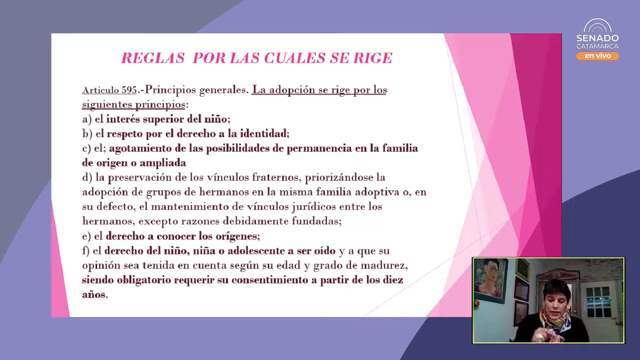 SENADO
CATAMARCA
en vivo
REGLAS POR LAS CUALES SE RIGE
Artículo 595.-Principios generales. La adopción se rige por los
siguientes principios:
a) el interés superior del niño;
b) el respeto por el derecho a la identidad;
c) el; agotamiento de las posibilidades de permanencia en la familia
de origen o ampliada
d) la preservación de los vínculos fraternos, priorizándose la
adopción de grupos de hermanos en la misma familia adoptiva o, en
su defecto, el mantenimiento de vínculos jurídicos entre los
hermanos, excepto razones debidamente fundadas;
e) el derecho a conocer los orígenes;
f) el derecho del niño, niña o adolescente a ser oído y a que su
opinión sea tenida en cuenta según su edad y grado de madurez,
siendo obligatorio requerir su consentimiento a partir de los diez
años.